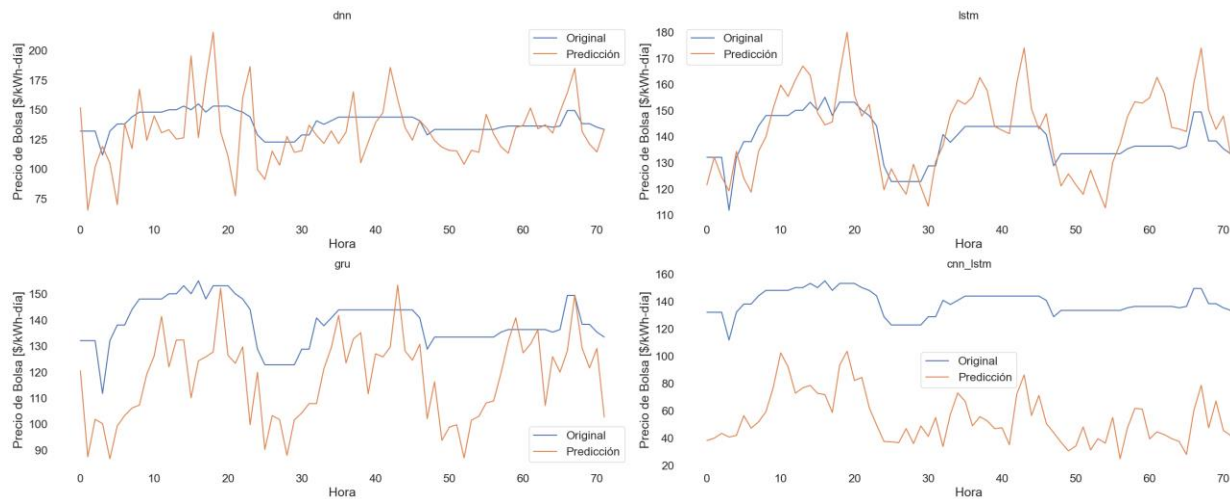 dnn
Precio de Bolsa [$/kWh-día]
200
175
150
125
100
75
0 10 20 30 40 50 60 70
Hora
Original
Predicción
lstm
Precio de Bolsa [$/kWh-día]
180
170
160
150
140
130
120
110
0 10 20 30 40 50 60 70
Hora
Original
Predicción
gru
Precio de Bolsa [$/kWh-día]
150
140
130
120
110
100
90
0 10 20 30 40 50 60 70
Hora
Original
Predicción
cnn_lstm
Precio de Bolsa [$/kWh-día]
160
140
120
100
80
60
40
20
0 10 20 30 40 50 60 70
Hora
Original
Predicción